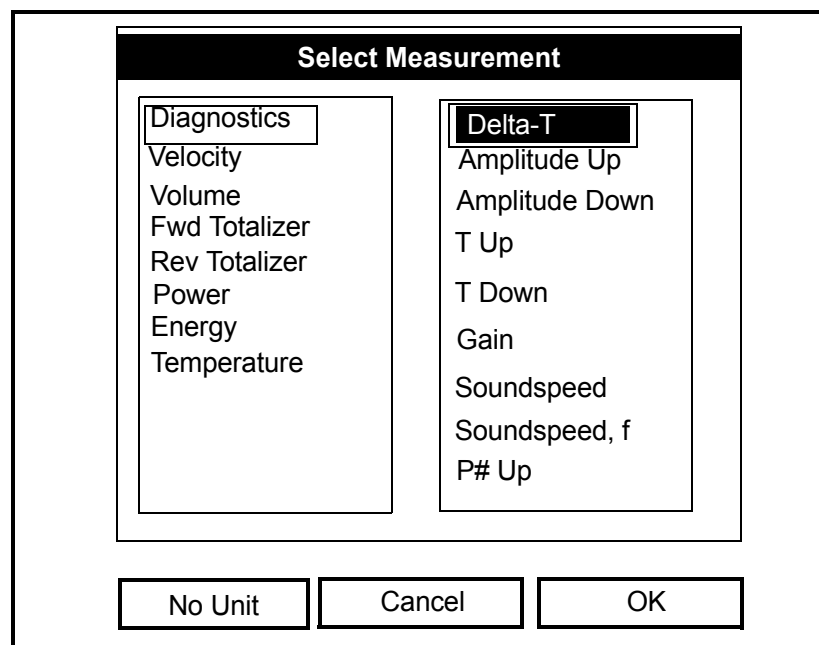 Select Measurement
Diagnostics
Velocity
Volume
Fwd Totalizer
Rev Totalizer
Power
Energy
Temperature
Delta-T
Amplitude Up
Amplitude Down
T Up
T Down
Gain
Soundspeed
Soundspeed, f
P# Up
No Unit
Cancel
OK